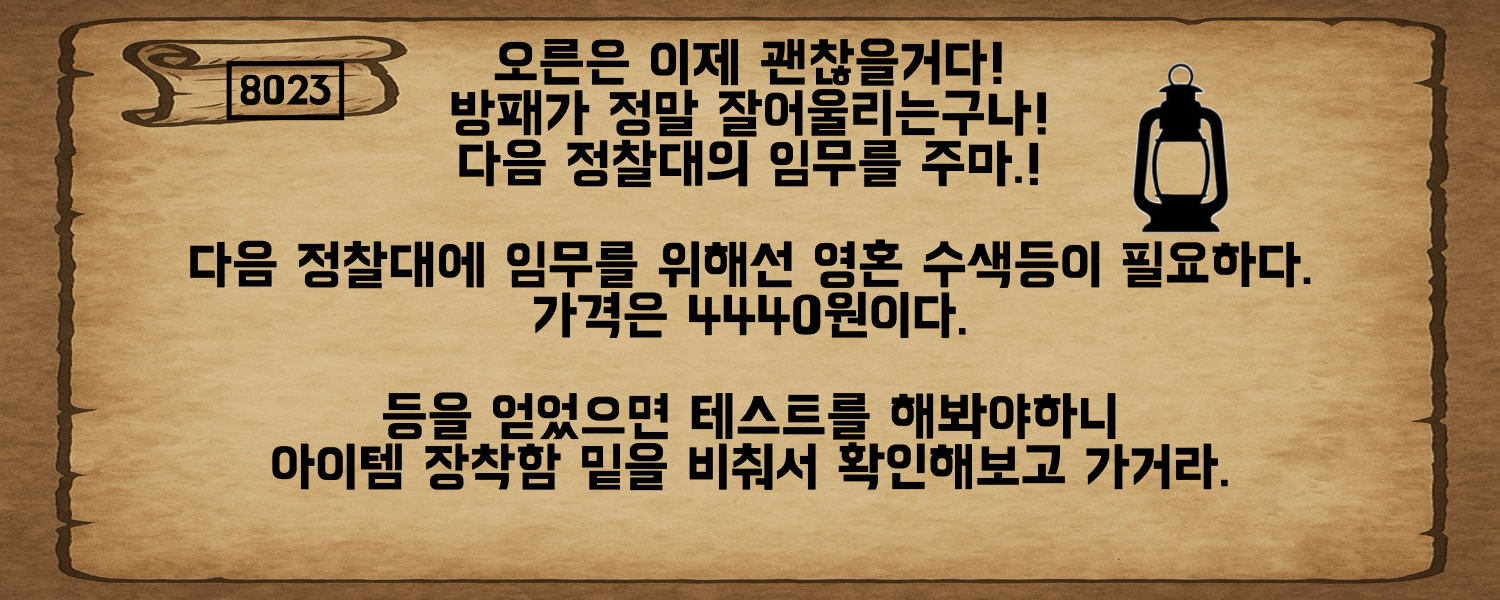 8023
오른은 이제 괜찮을거다!
방패가 정말 잘어울리는구나!
다음 정찰대의 임무를 주마.!
다음 정찰대에 임무를 위해선 영혼 수색등이 필요하다.
가격은 4440원이다.
등을 얻었으면 테스트를 해봐야하니
아이템 장착함 밑을 비춰서 확인해보고 가거라.